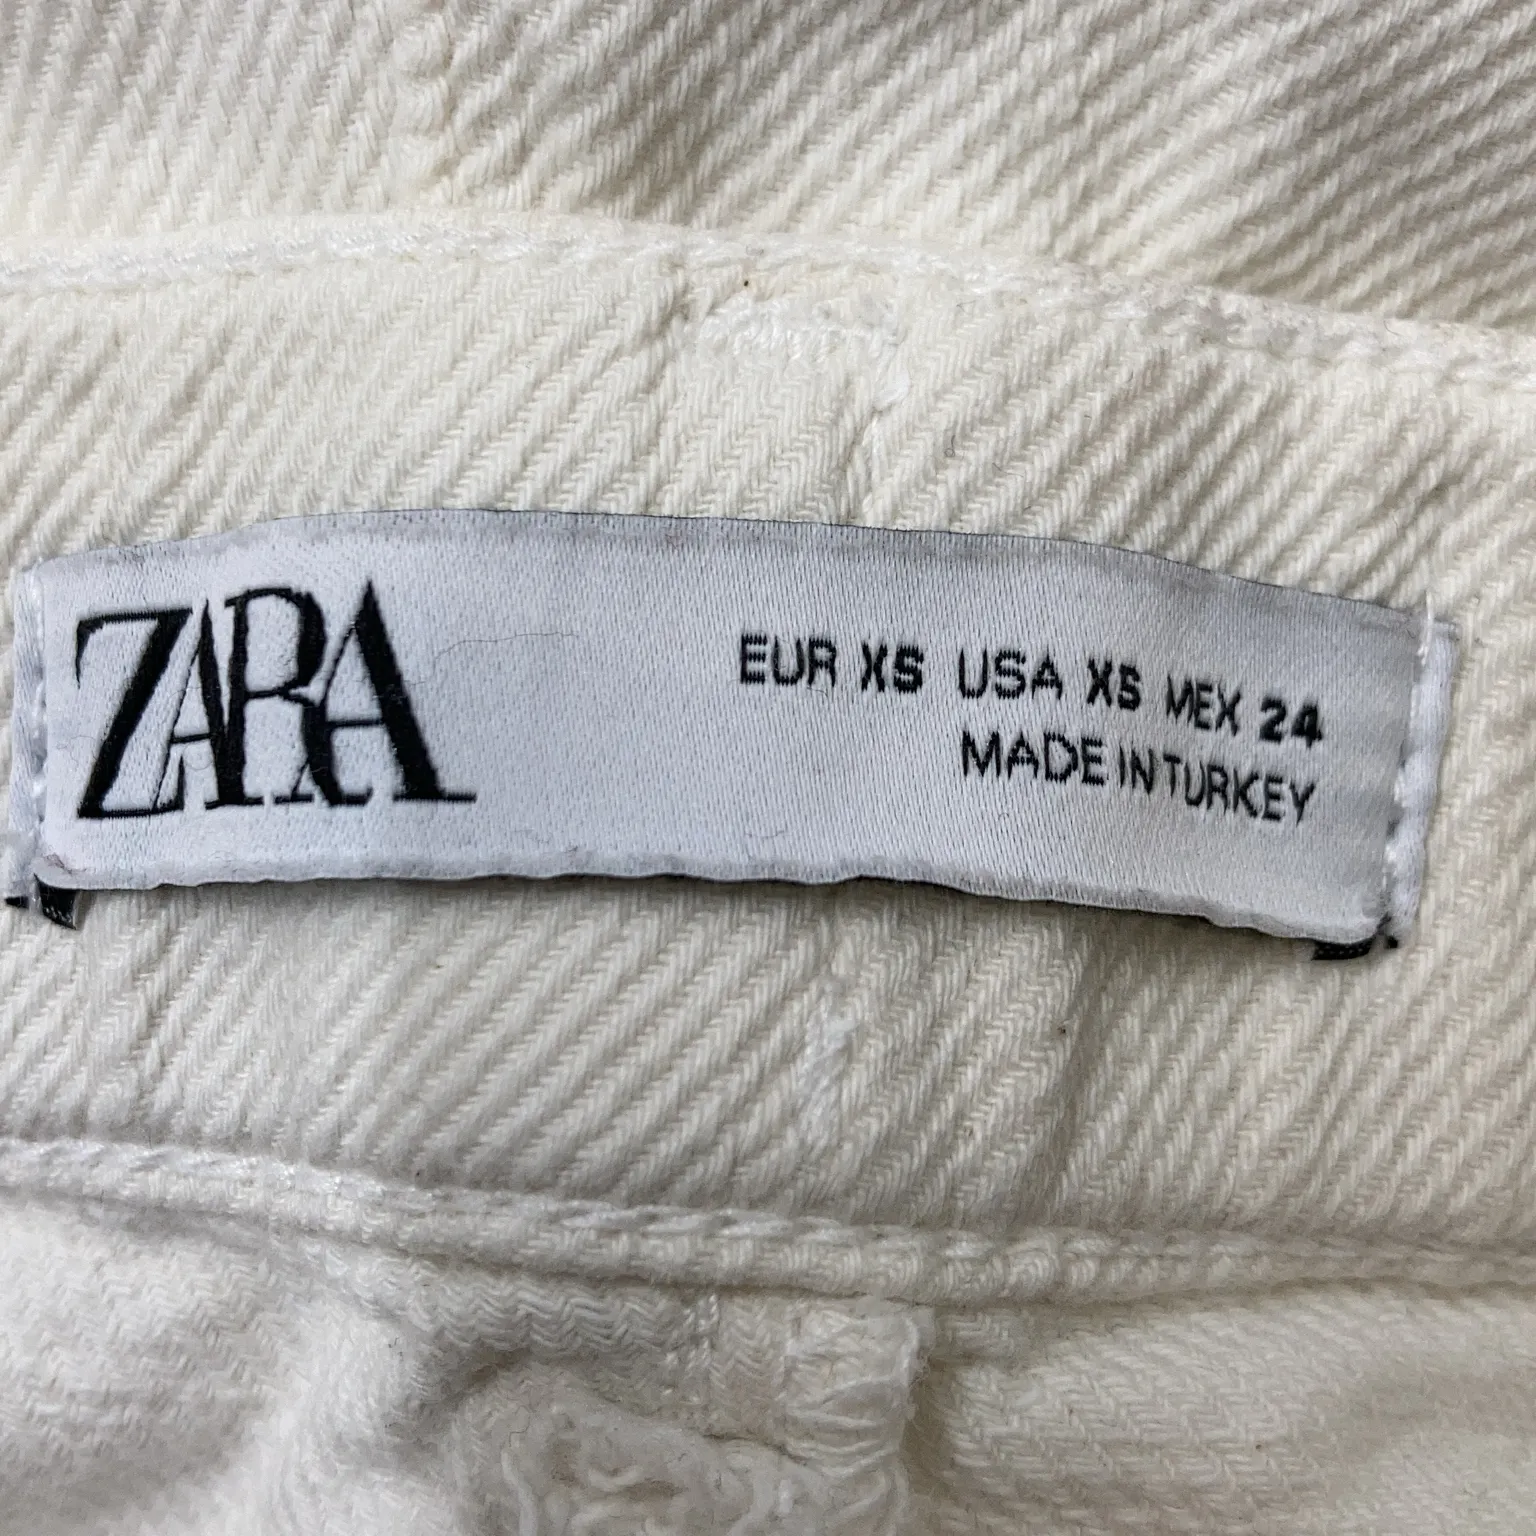 ZARA
EUR XS USA XS MEX 24
MADE IN TURKEY